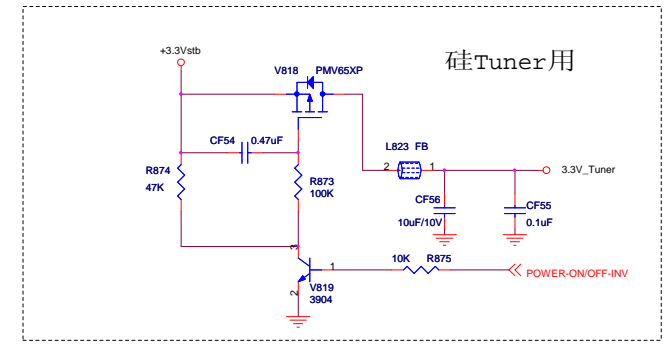 +3.3Vstb
硅Tuner用
V818 PMV65XP
CF54 0.47uF
L823 FB
2 1
3.3V_Tuner
R874
47K
R873
100K
CF56
10uF/10V
CF55
0.1uF
3
1
10K R875
POWER-ON/OFF-INV
V819
3904
2